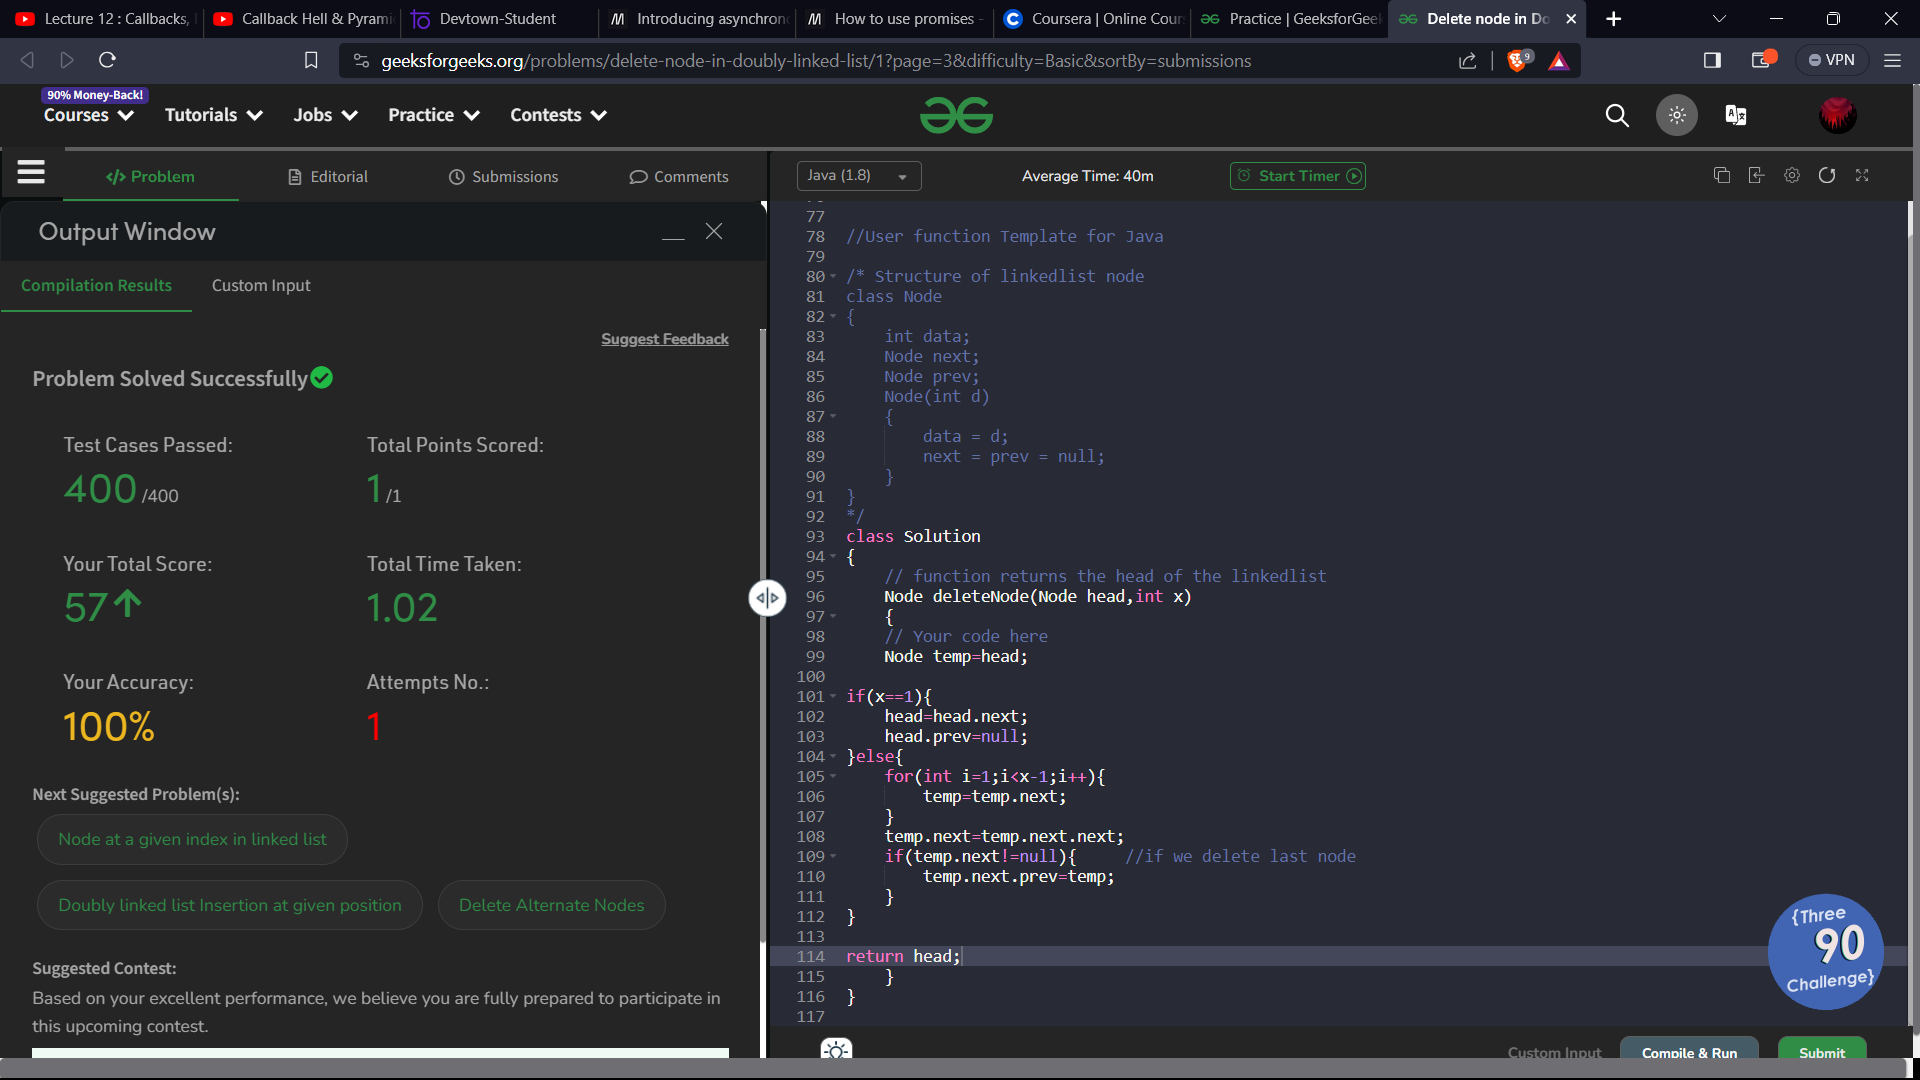 Lecture 12 : Callbacks,
Callback Hell & Pyrami
Devtown-Student
Introducing asynchron
How to use promises -
Coursera | Online Cour
Practice | GeeksforGeek
Delete node in Do
geeksforgeeks.org/problems/delete-node-in-doubly-linked-list/1?page=3&difficulty=Basic&sortBy=submissions
9
VPN
90% Money-Back!
Courses
Tutorials
Jobs
Practice
Contests
</> Problem
Editorial
Submissions
Comments
Java (1.8)
Average Time: 40m
Start Timer
Output Window
Compilation Results
Custom Input
Suggest Feedback
Problem Solved Successfully
Test Cases Passed:
400 /400
Total Points Scored:
1 /1
Your Total Score:
57↑
Total Time Taken:
1.02
Your Accuracy:
100%
Attempts No.:
1
Next Suggested Problem(s):
Node at a given index in linked list
Doubly linked list Insertion at given position
Delete Alternate Nodes
Suggested Contest:
Based on your excellent performance, we believe you are fully prepared to participate in
this upcoming contest.
77
78 //User function Template for Java
79
80 /* Structure of linkedlist node
81 class Node
82 {
83 int data;
84 Node next;
85 Node prev;
86 Node(int d)
87 {
88 data = d;
89 next = prev = null;
90 }
91 }
92 */
93 class Solution
94 {
95 // function returns the head of the linkedlist
96 Node deleteNode(Node head,int x)
97 {
98 // Your code here
99 Node temp=head;
100
101 if(x==1){
102 head=head.next;
103 head.prev=null;
104 }else{
105 for(int i=1;i<x-1;i++){
106 temp=temp.next;
107 }
108 temp.next=temp.next.next;
109 if(temp.next!=null){ //if we delete last node
110 temp.next.prev=temp;
111 }
112 }
113
114 return head;
115 }
116 }
117
{Three
90
Challenge}
Custom Input
Compile & Run
Submit